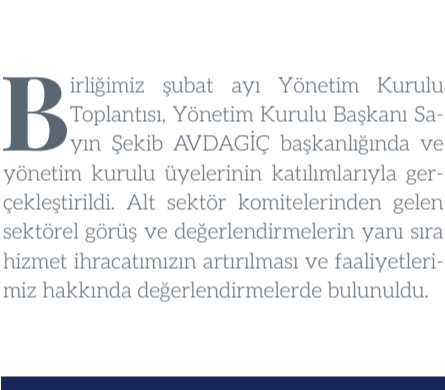 Birliğimiz şubat ayı Yönetim Kurulu
Toplantısı, Yönetim Kurulu Başkanı Sa-
yın Şekib AVDAGİÇ başkanlığında ve
yönetim kurulu üyelerinin katılımlarıyla ger-
çekleştirildi. Alt sektör komitelerinden gelen
sektörel görüş ve değerlendirmelerin yanı sıra
hizmet ihracatımızın artırılması ve faaliyetleri-
miz hakkında değerlendirmelerde bulunuldu.